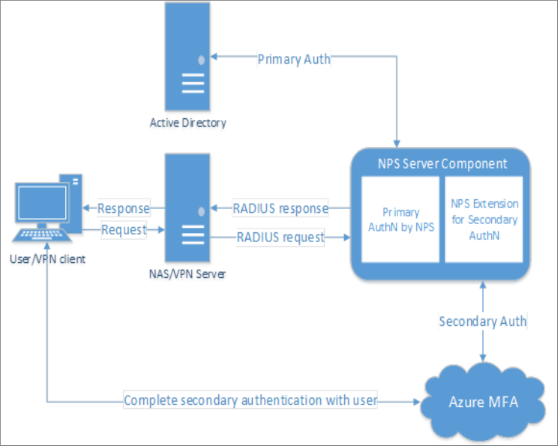 Primary Auth
Active Directory
NPS Server Component
Primary
AuthN by NPS
NPS Extension
for Secondary
AuthN
Response
Request
RADIUS response
RADIUS request
User/VPN client
NAS/VPN Server
Secondary Auth
Complete secondary authentication with user
Azure MFA